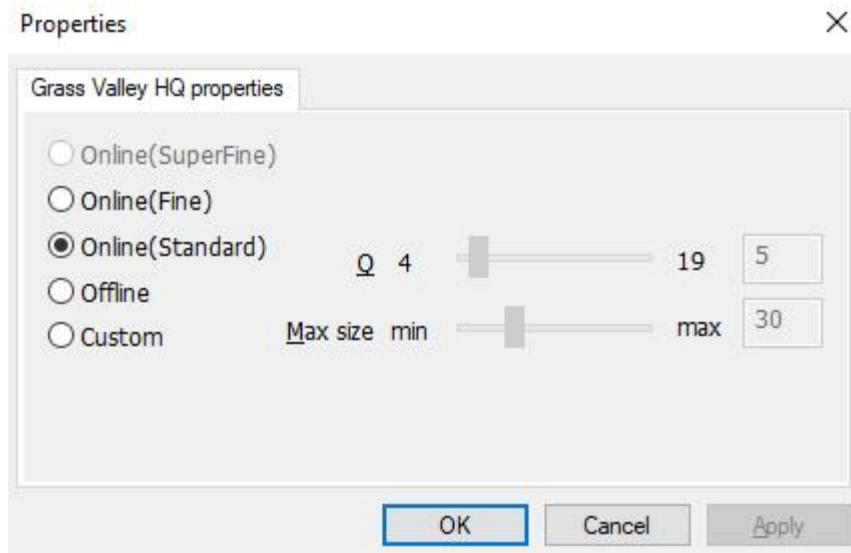 Properties
Grass Valley HQ properties
Online(SuperFine)
Online(Fine)
Online(Standard)
Q 4 19 5
Offline
Custom
Max size min max 30
OK Cancel Apply